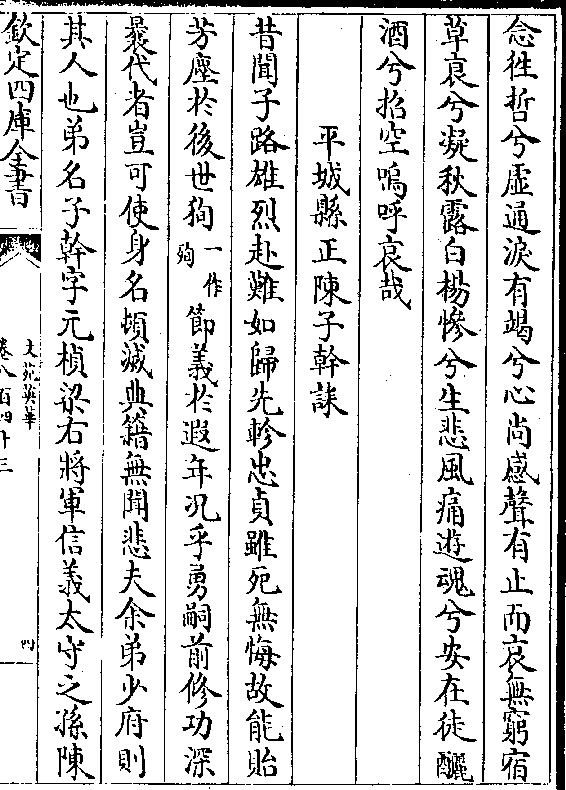 念徃哲兮虚通淚有竭兮心尚感聲有止而哀無窮宿
草哀兮凝秋露白楊慘兮生悲風痛遊魂兮安在徒釃
酒兮招空嗚呼哀哉
平城縣正陳子幹誄
昔聞子路雄烈赴難如歸先軫忠貞雖死無悔故能貽
芳塵於後世狥一作殉節義於遐年况乎勇嗣前修功深
曩代者豈可使身名頓滅典籍無聞悲夫余弟少府則
其人也弟名子幹字元楨梁右將軍信義太守之孫陳
欽定四庫全書
文苑英華
卷八百四十三
四